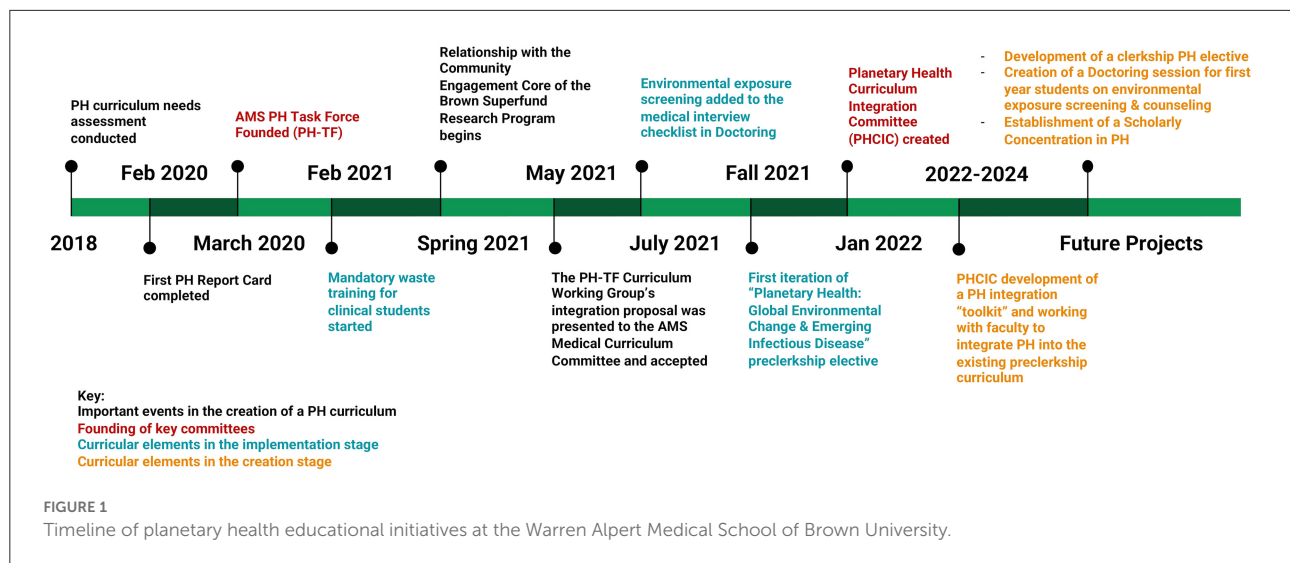 PH curriculum needs
assessment
conducted
AMS PH Task Force
Founded (PH-TF)
Relationship with the
Community
Engagement Core of the
Brown Superfund
Research Program
begins
Environmental exposure
screening added to the
medical interview
checklist in Doctoring
Planetary Health
Curriculum
Integration
Committee
(PHCIC) created
- Development of a clerkship PH elective
- Creation of a Doctoring session for first
year students on environmental
exposure screening & counseling
- Establishment of a Scholarly
Concentration in PH
Feb 2020
Feb 2021
May 2021
Fall 2021
2022-2024
2018
March 2020
Spring 2021
July 2021
Jan 2022
Future Projects
First PH Report Card
completed
Mandatory waste
training for
clinical students
started
The PH-TF Curriculum
Working Group's
integration proposal was
presented to the AMS
Medical Curriculum
Committee and accepted
First iteration of
“Planetary Health:
Global Environmental
Change & Emerging
Infectious Disease”
preclerkship elective
PHCIC development of
a PH integration
“toolkit” and working
with faculty to
integrate PH into the
existing preclerkship
curriculum
Key:
Important events in the creation of a PH curriculum
Founding of key committees
Curricular elements in the implementation stage
Curricular elements in the creation stage
FIGURE 1
Timeline of planetary health educational initiatives at the Warren Alpert Medical School of Brown University.